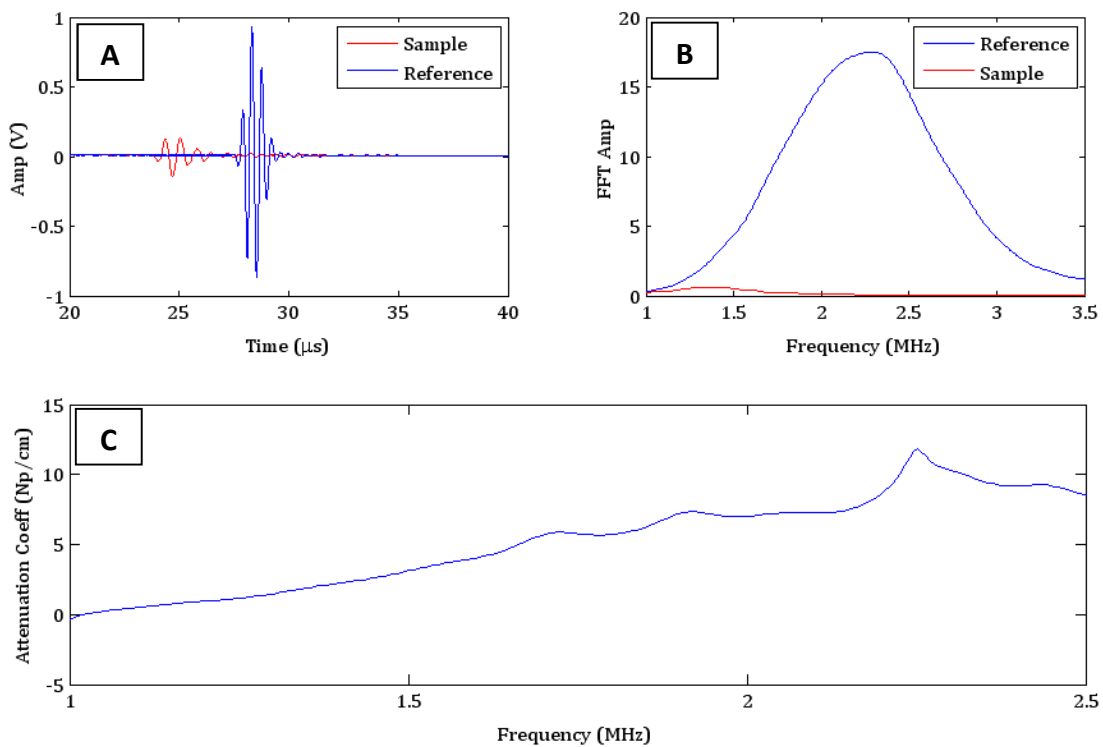 A
Sample
Reference
1
0.5
0
-0.5
-1
Amp (V)
20 25 30 35 40
Time (μs)
B
Reference
Sample
20
15
10
5
0
FFT Amp
1 1.5 2 2.5 3 3.5
Frequency (MHz)
C
15
10
5
0
-5
Attenuation Coeff (Np/cm)
1 1.5 2 2.5
Frequency (MHz)